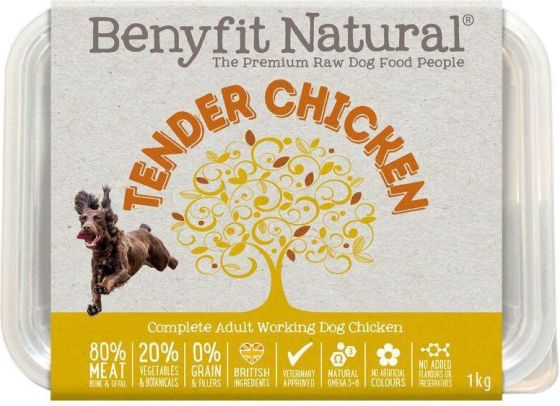 Benyfit Natural®
The Premium Raw Dog Food People
TENDER CHICKEN
Complete Adult Working Dog Chicken
80%
MEAT
BONE & OFFAL
20%
VEGETABLES
& BOTANICALS
0%
GRAIN
& FILLERS
BRITISH
INGREDIENTS
VETERINARY
APPROVED
NATURAL
OMEGA 3+6
NO ARTIFICIAL
COLOURS
NO ADDED
FLAVOURS OR
PRESERVATIVES
1kg